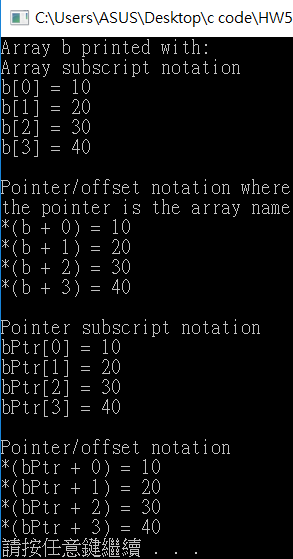 C:\Users\ASUS\Desktop\c code\HW5
Array b printed with:
Array subscript notation
b[0] = 10
b[1] = 20
b[2] = 30
b[3] = 40
Pointer/offset notation where
the pointer is the array name
*(b + 0) = 10
*(b + 1) = 20
*(b + 2) = 30
*(b + 3) = 40
Pointer subscript notation
bPtr[0] = 10
bPtr[1] = 20
bPtr[2] = 30
bPtr[3] = 40
Pointer/offset notation
*(bPtr + 0) = 10
*(bPtr + 1) = 20
*(bPtr + 2) = 30
*(bPtr + 3) = 40
請按任意鍵繼續 . . .